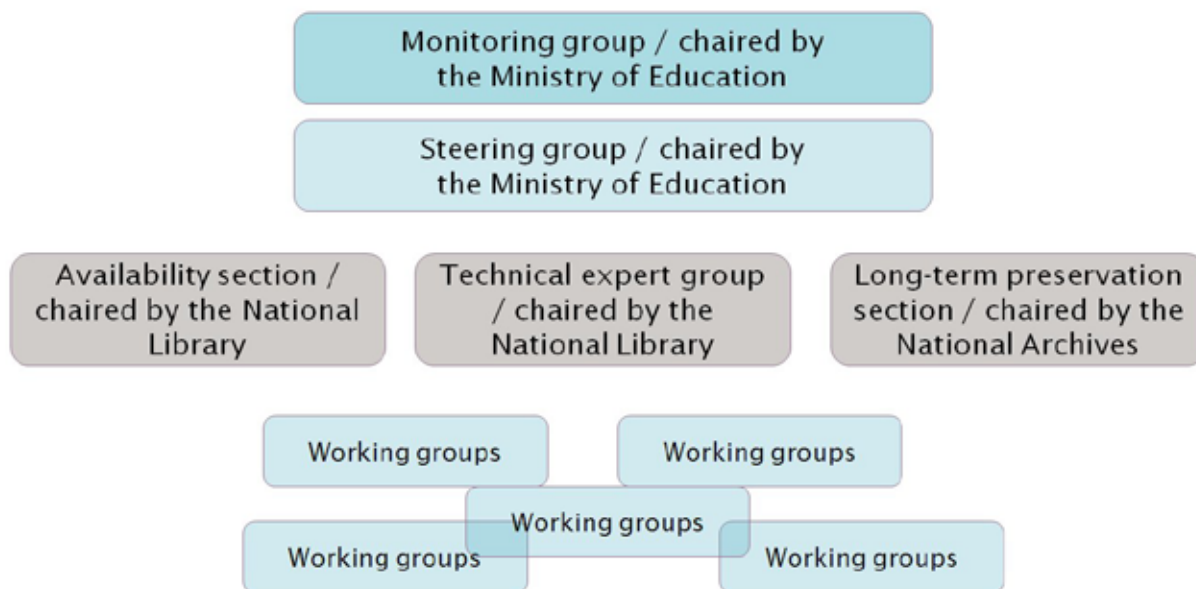 Monitoring group / chaired by
the Ministry of Education
Steering group / chaired by
the Ministry of Education
Availability section /
chaired by the National
Library
Technical expert group
/ chaired by the
National Library
Long-term preservation
section / chaired by the
National Archives
Working groups
Working groups
Working groups
Working groups
Working groups